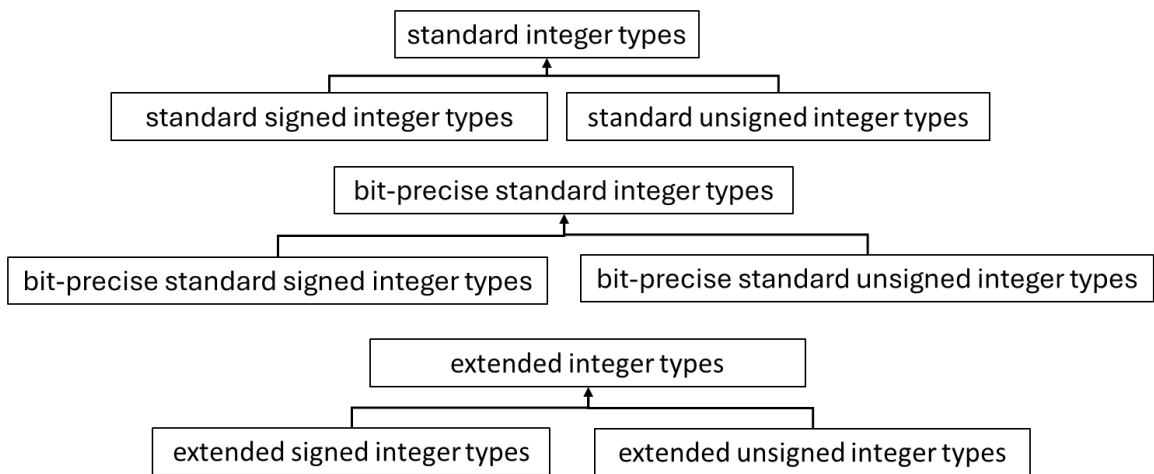 standard integer types
standard signed integer types
standard unsigned integer types
bit-precise standard integer types
bit-precise standard signed integer types
bit-precise standard unsigned integer types
extended integer types
extended signed integer types
extended unsigned integer types